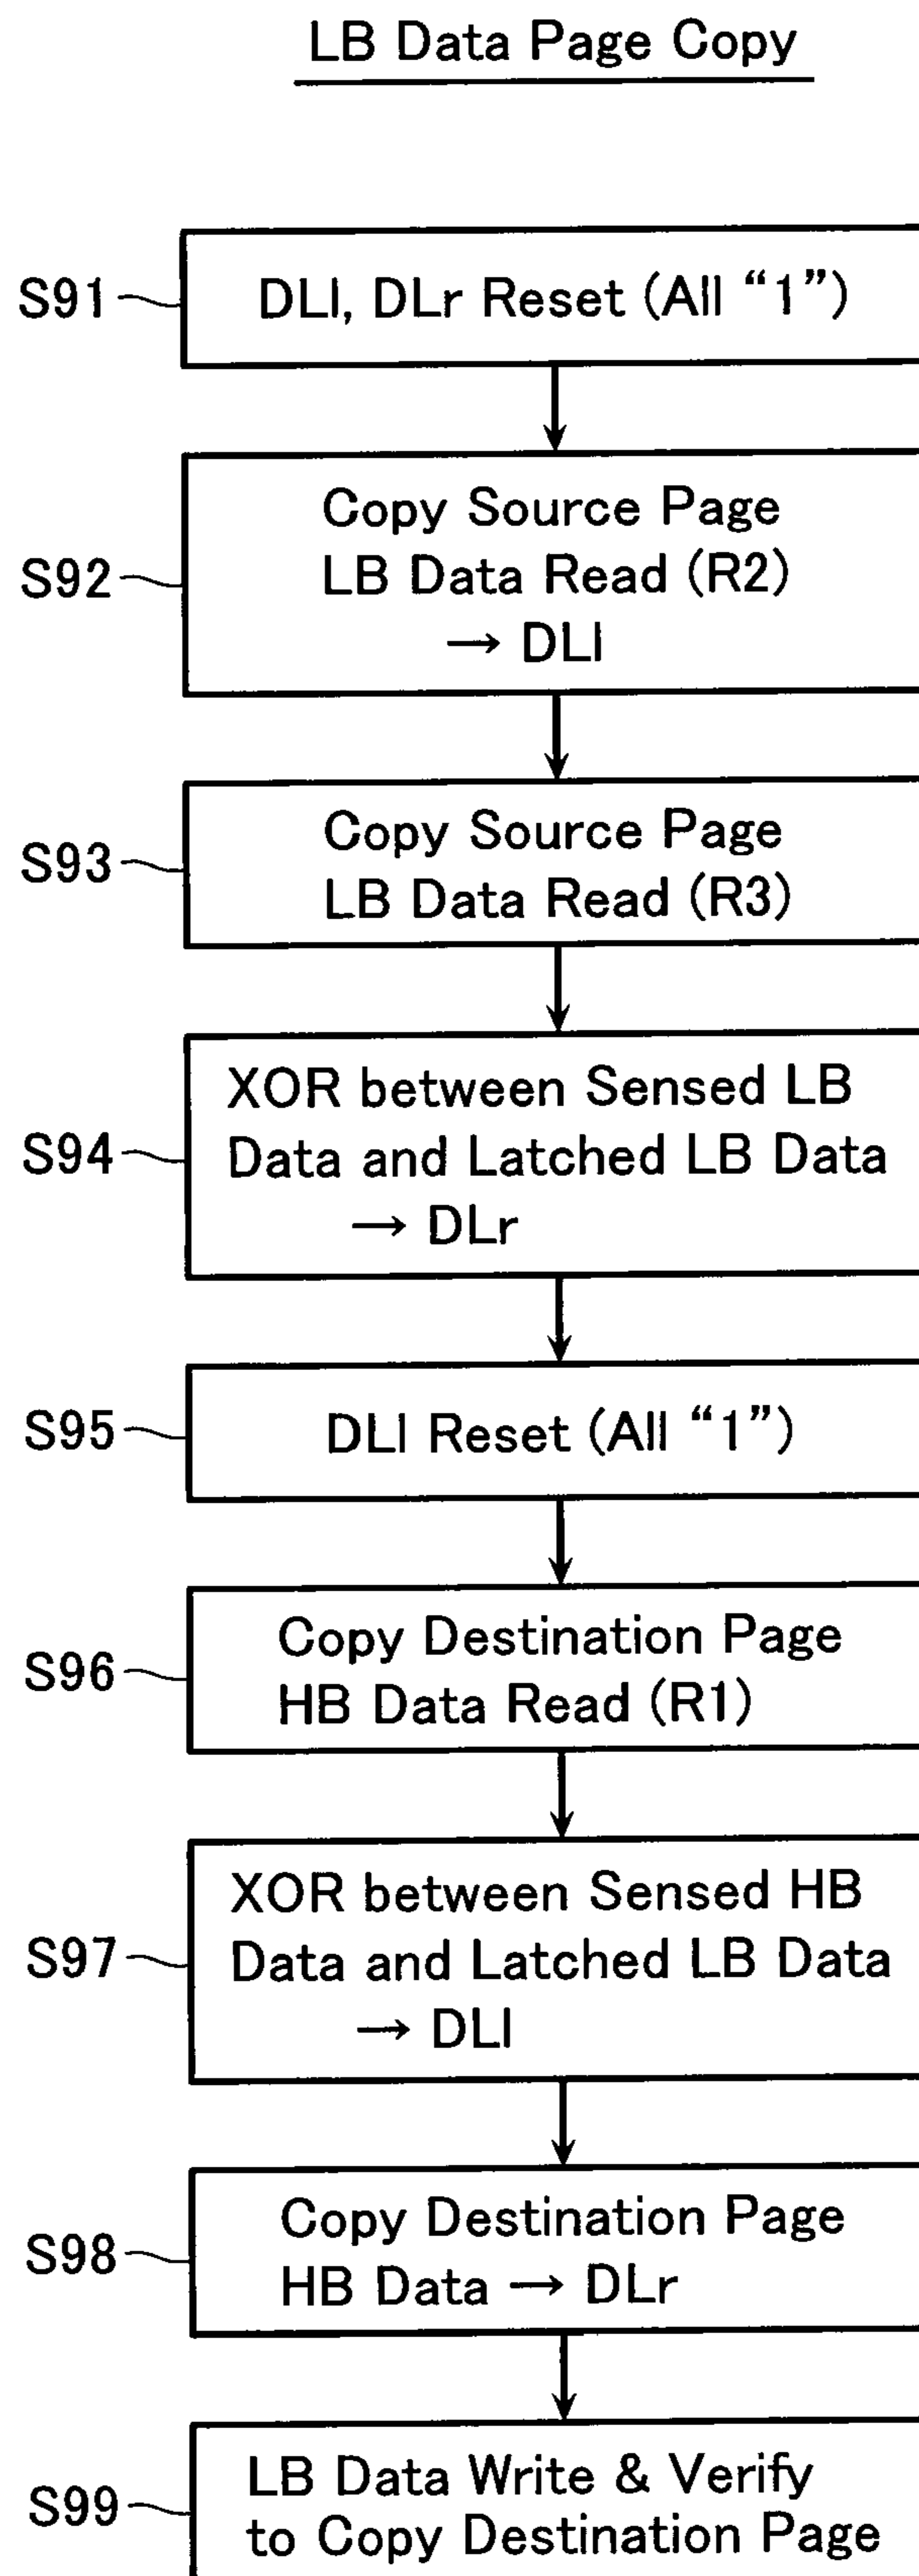 LB Data Page Copy
S91
DLl, DLr Reset (All “1”)
S92
Copy Source Page
LB Data Read (R2)
→ DLl
S93
Copy Source Page
LB Data Read (R3)
S94
XOR between Sensed LB
Data and Latched LB Data
→ DLr
S95
DLl Reset (All “1”)
S96
Copy Destination Page
HB Data Read (R1)
S97
XOR between Sensed HB
Data and Latched LB Data
→ DLl
S98
Copy Destination Page
HB Data → DLr
S99
LB Data Write & Verify
to Copy Destination Page